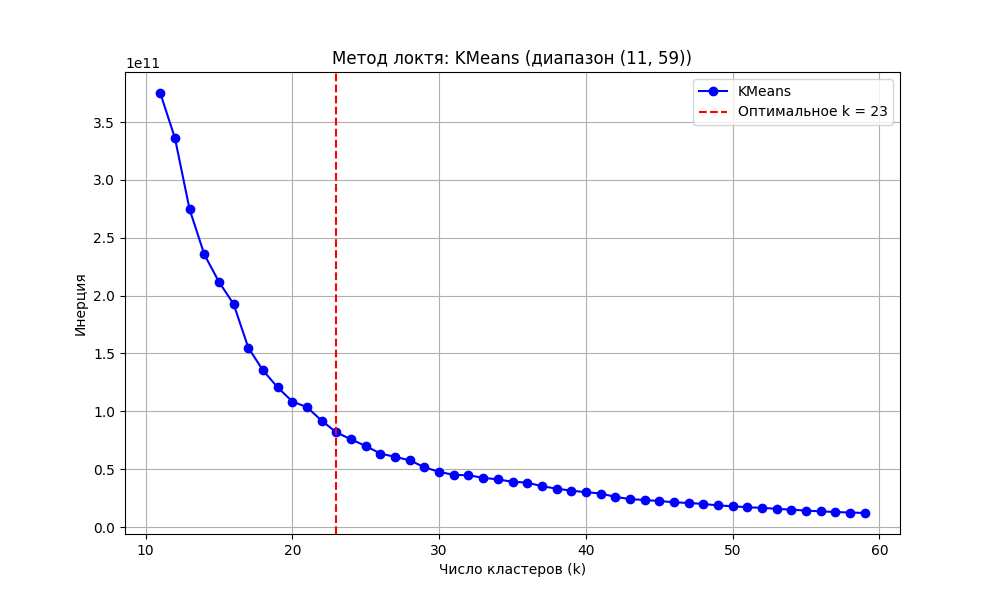 Метод локтя: KMeans (диапазон (11, 59))
1e11
KMeans
Оптимальное k = 23
3.5
3.0
2.5
2.0
1.5
1.0
0.5
0.0
Инерция
10
20
30
40
50
60
Число кластеров (k)